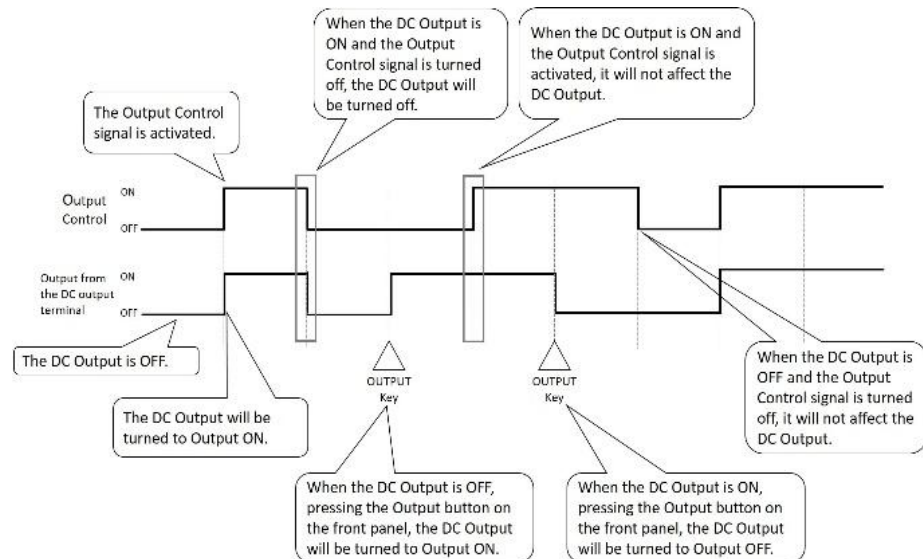 When the DC Output is
ON and the Output
Control signal is turned
off, the DC Output will
be turned off.
When the DC Output is ON and
the Output Control signal is
activated, it will not affect the
DC Output.
The Output Control
signal is activated.
Output
Control
ON
OFF
Output from
the DC output
terminal
ON
OFF
The DC Output is OFF.
The DC Output will be
turned to Output ON.
OUTPUT
Key
OUTPUT
Key
When the DC Output is
OFF and the Output
Control signal is turned
off, it will not affect the
DC Output.
When the DC Output is OFF,
pressing the Output button on
the front panel, the DC Output
will be turned to Output ON.
When the DC Output is ON,
pressing the Output button on
the front panel, the DC Output
will be turned to Output OFF.